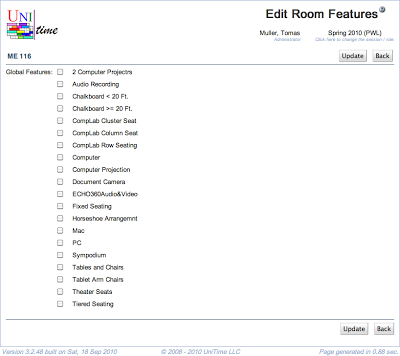 UNI
time
Edit Room Features
Muller, Tomas
Spring 2010 (PWL)
Administrator
Click here to change the session / role.
ME 116
Update
Back
Global Features:
2 Computer Projectrs
Audio Recording
Chalkboard < 20 Ft.
Chalkboard >= 20 Ft.
CompLab Cluster Seat
CompLab Column Seat
CompLab Row Seating
Computer
Computer Projection
Document Camera
ECHO360Audio&Video
Fixed Seating
Horseshoe Arrangemnt
Mac
PC
Sympodium
Tables and Chairs
Tablet Arm Chairs
Theater Seats
Tiered Seating
Update
Back
Version 3.2.48 built on Sat, 18 Sep 2010
© 2008 - 2010 UniTime LLC
Page generated in 0.88 sec.